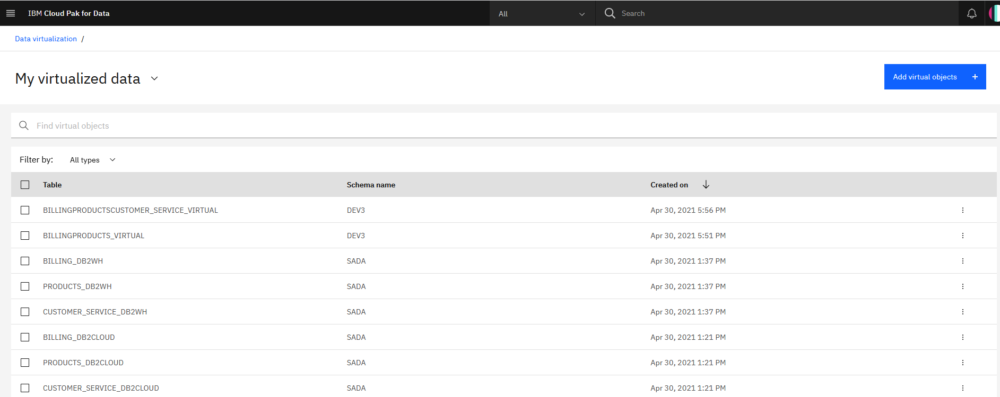 IBM Cloud Pak for Data All Search
Data virtualization /
My virtualized data
Add virtual objects +
Find virtual objects
Filter by: All types
Table Schema name Created on
BILLINGPRODUCTSCUSTOMER_SERVICE_VIRTUAL DEV3 Apr 30, 2021 5:56 PM
BILLINGPRODUCTS_VIRTUAL DEV3 Apr 30, 2021 5:51 PM
BILLING_DB2WH SADA Apr 30, 2021 1:37 PM
PRODUCTS_DB2WH SADA Apr 30, 2021 1:37 PM
CUSTOMER_SERVICE_DB2WH SADA Apr 30, 2021 1:37 PM
BILLING_DB2CLOUD SADA Apr 30, 2021 1:21 PM
PRODUCTS_DB2CLOUD SADA Apr 30, 2021 1:21 PM
CUSTOMER_SERVICE_DB2CLOUD SADA Apr 30, 2021 1:21 PM